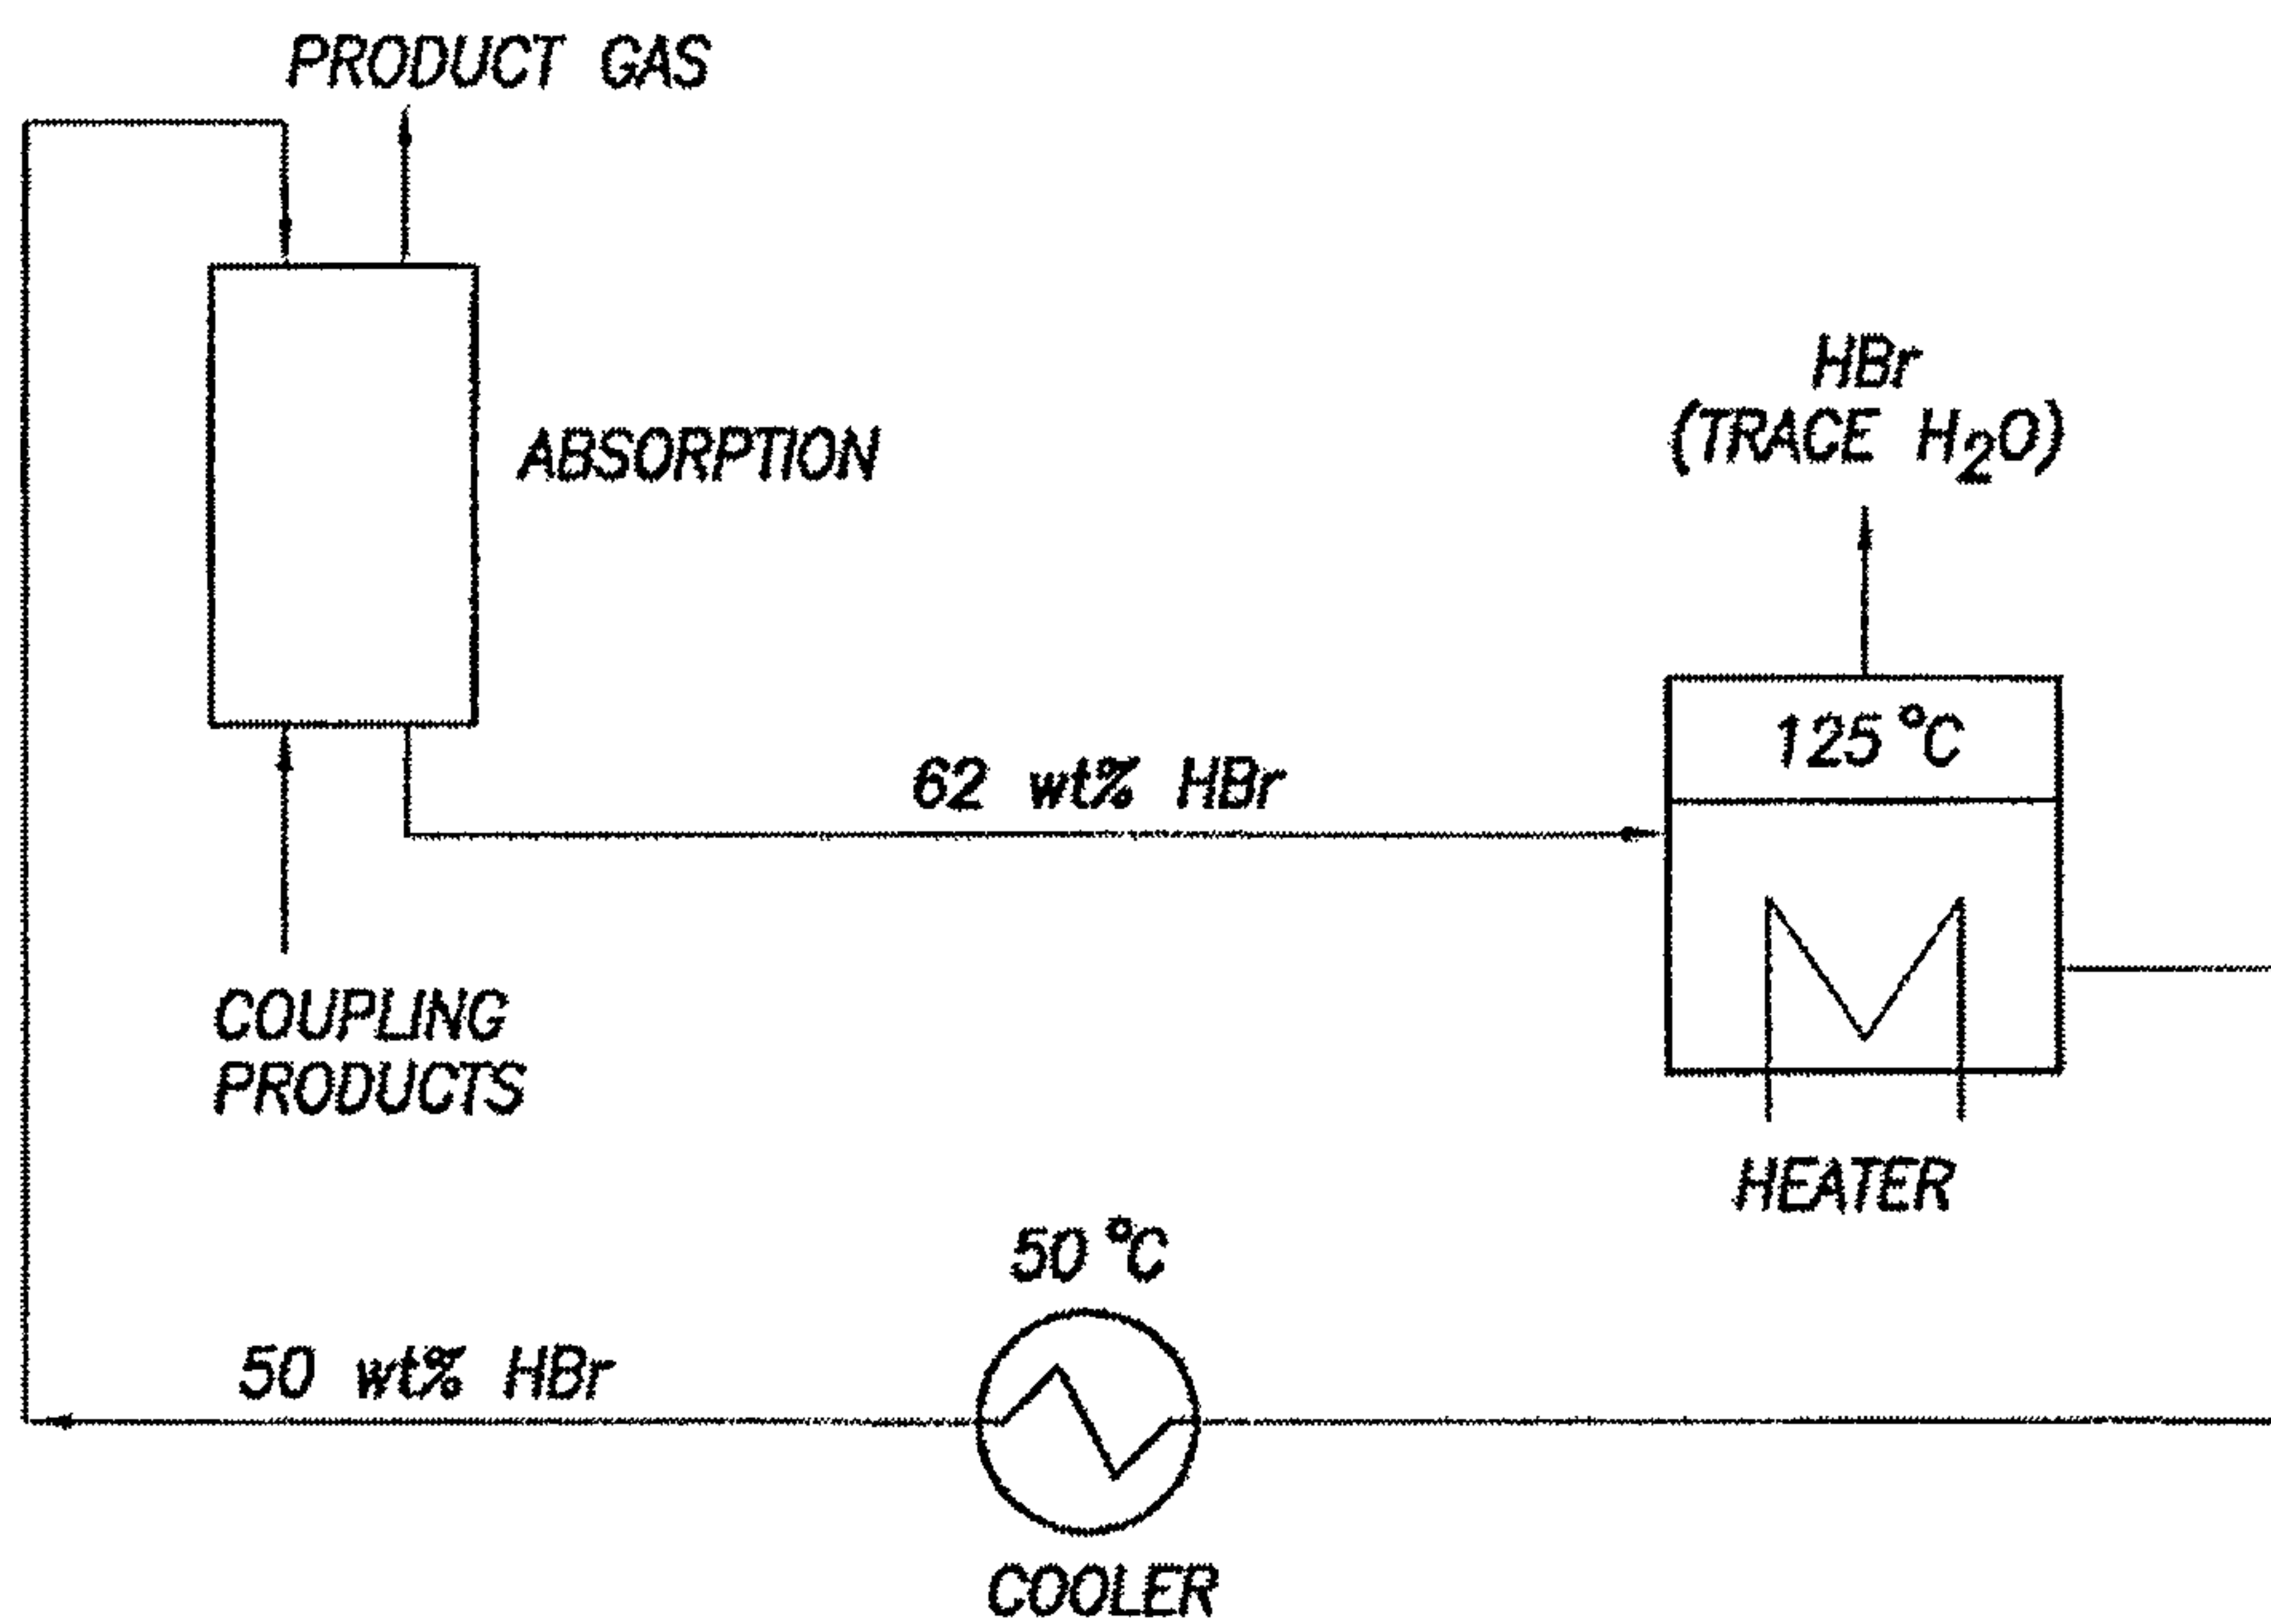 PRODUCT GAS
ABSORPTION
HBr
(TRACE H₂O)
125 °C
62 wt% HBr
COUPLING
PRODUCTS
HEATER
50 °C
50 wt% HBr
COOLER